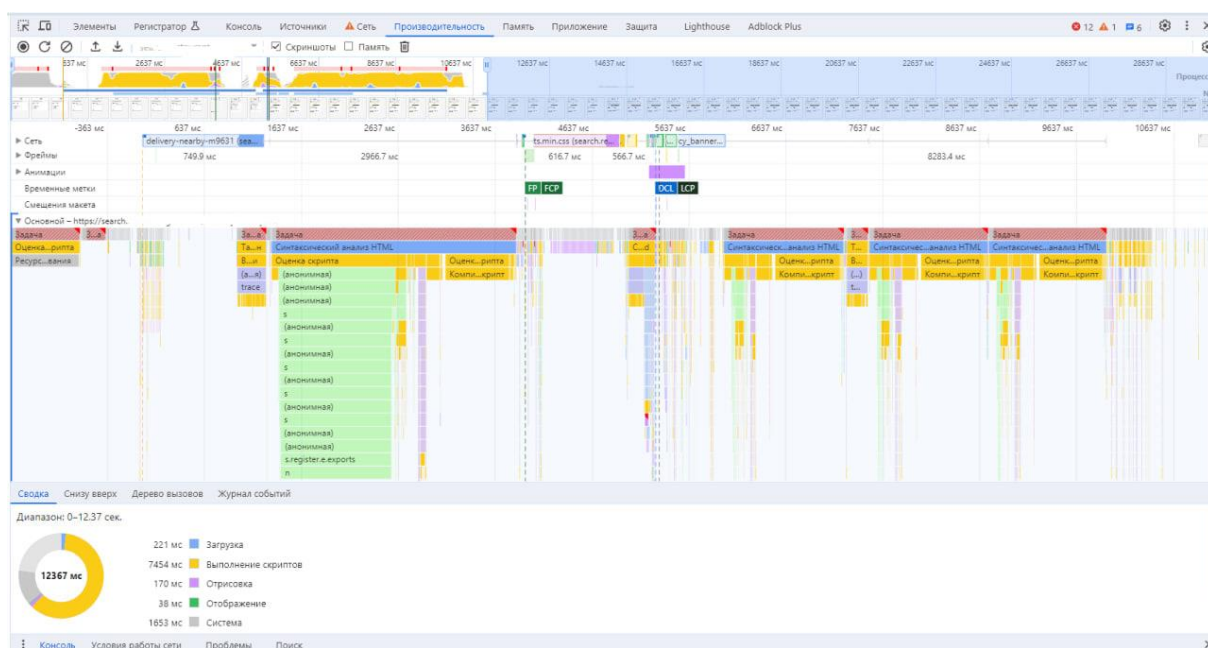 Элементы Регистратор Консоль Источники Сеть Производительность Память Приложение Защита Lighthouse Adblock Plus 12 1 6
Скриншоты Память
637 мс 2637 мс 4637 мс 6637 мс 8637 мс 10637 мс 12637 мс 14637 мс 16637 мс 18637 мс 20637 мс 22637 мс 24637 мс 26637 мс 28637 мс
-363 мс 637 мс 1637 мс 2637 мс 3637 мс 4637 мс 5637 мс 6637 мс 7637 мс 8637 мс 9637 мс 10637 мс
Сеть delivery-nearby-m9631 (sea... ts.min.css (search.re... ... cy_banner...
Фреймы 749.9 мс 2966.7 мс 616.7 мс 566.7 мс 8283.4 мс
Анимации
Временные метки FP FCP DCL LCP
Смещения макета
Основной – https://search.
Задача З...а За...а Задача З...а Задача З... Задача Задача
Оценка...рипта Та...н Синтаксический анализ HTML C...d Синтаксическ...анализ HTML Т... Синтаксичес...анализ HTML Синтаксичес...анализ HTML
Ресурс...вания В...и Оценка скрипта Оценк...рипта Оценк...рипта В... Оценк...рипта Оценк...рипта
(а...я) (анонимная) Компи...крипт Компи...крипт (...) Компи...крипт Компи...крипт
trace (анонимная) t...
(анонимная)
s
(анонимная)
s
(анонимная)
s
(анонимная)
s
(анонимная)
s
(анонимная)
(анонимная)
s.register.e.exports
n
Сводка Снизу вверх Дерево вызовов Журнал событий
Диапазон: 0–12.37 сек.
12367 мс
221 мс Загрузка
7454 мс Выполнение скриптов
170 мс Отрисовка
38 мс Отображение
1653 мс Система
Консоль Условия работы сети Проблемы Поиск